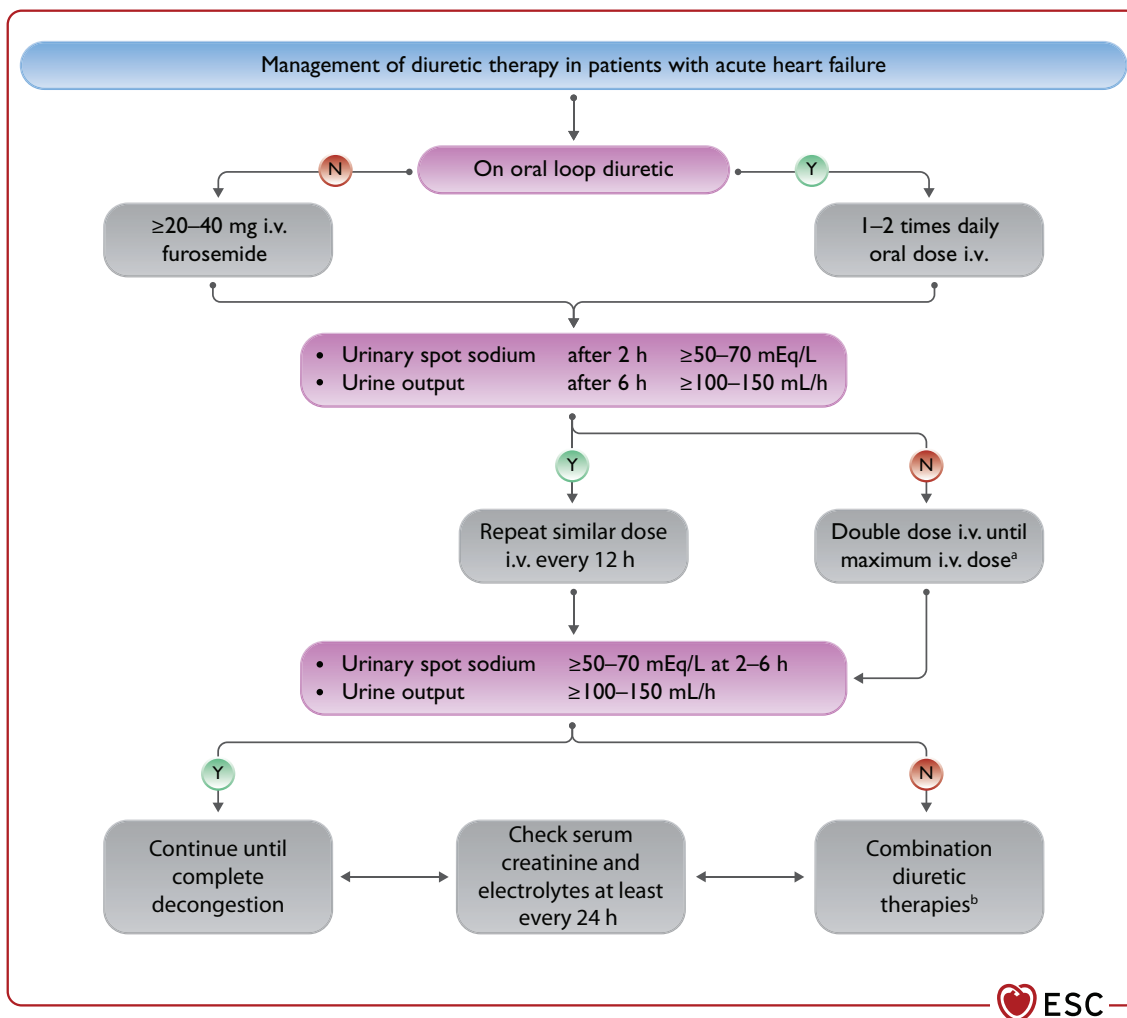 Management of diuretic therapy in patients with acute heart failure
On oral loop diuretic
N
Y
≥20–40 mg i.v.
furosemide
1–2 times daily
oral dose i.v.
• Urinary spot sodium after 2 h ≥50–70 mEq/L
• Urine output after 6 h ≥100–150 mL/h
Y
N
Repeat similar dose
i.v. every 12 h
Double dose i.v. until
maximum i.v. doseᵃ
• Urinary spot sodium ≥50–70 mEq/L at 2–6 h
• Urine output ≥100–150 mL/h
Y
N
Continue until
complete
decongestion
Check serum
creatinine and
electrolytes at least
every 24 h
Combination
diuretic
therapiesᵇ
ESC